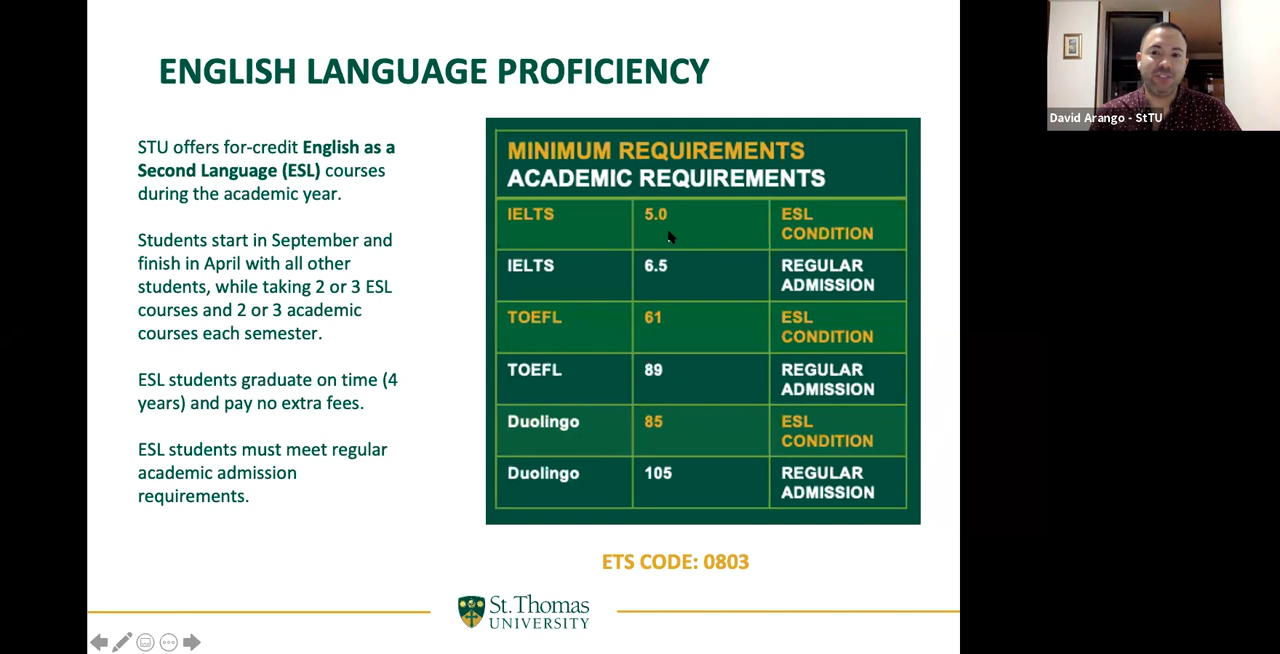 ENGLISH LANGUAGE PROFICIENCY
STU offers for-credit English as a
Second Language (ESL) courses
during the academic year.
Students start in September and
finish in April with all other
students, while taking 2 or 3 ESL
courses and 2 or 3 academic
courses each semester.
ESL students graduate on time (4
years) and pay no extra fees.
ESL students must meet regular
academic admission
requirements.
MINIMUM REQUIREMENTS
ACADEMIC REQUIREMENTS
IELTS 5.0 ESL
CONDITION
IELTS 6.5 REGULAR
ADMISSION
TOEFL 61 ESL
CONDITION
TOEFL 89 REGULAR
ADMISSION
Duolingo 85 ESL
CONDITION
Duolingo 105 REGULAR
ADMISSION
ETS CODE: 0803
St. Thomas
UNIVERSITY
David Arango - StTU